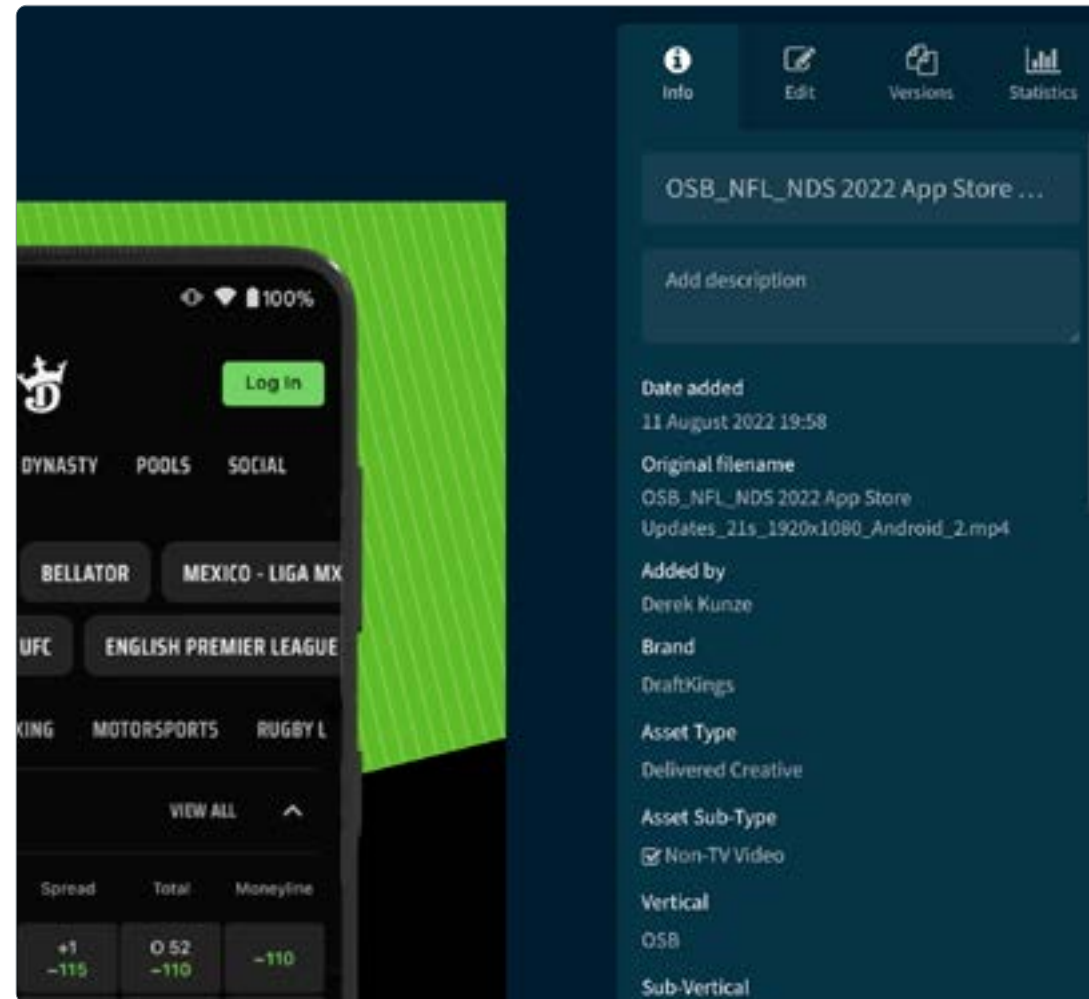 Info Edit Versions Statistics
OSB_NFL_NDS 2022 App Store ...
Add description
Date added
11 August 2022 19:58
Original filename
OSB_NFL_NDS 2022 App Store
Updates_21s_1920x1080_Android_2.mp4
Added by
Derek Kunze
Brand
DraftKings
Asset Type
Delivered Creative
Asset Sub-Type
Non-TV Video
Vertical
OSB
Sub-Vertical
100%
D
Log In
DYNASTY POOLS SOCIAL
BELLATOR MEXICO - LIGA MX
UFC ENGLISH PREMIER LEAGUE
KING MOTORSPORTS RUGBY L
VIEW ALL
Spread Total Moneyline
+1 O 52 -110
-115 -110